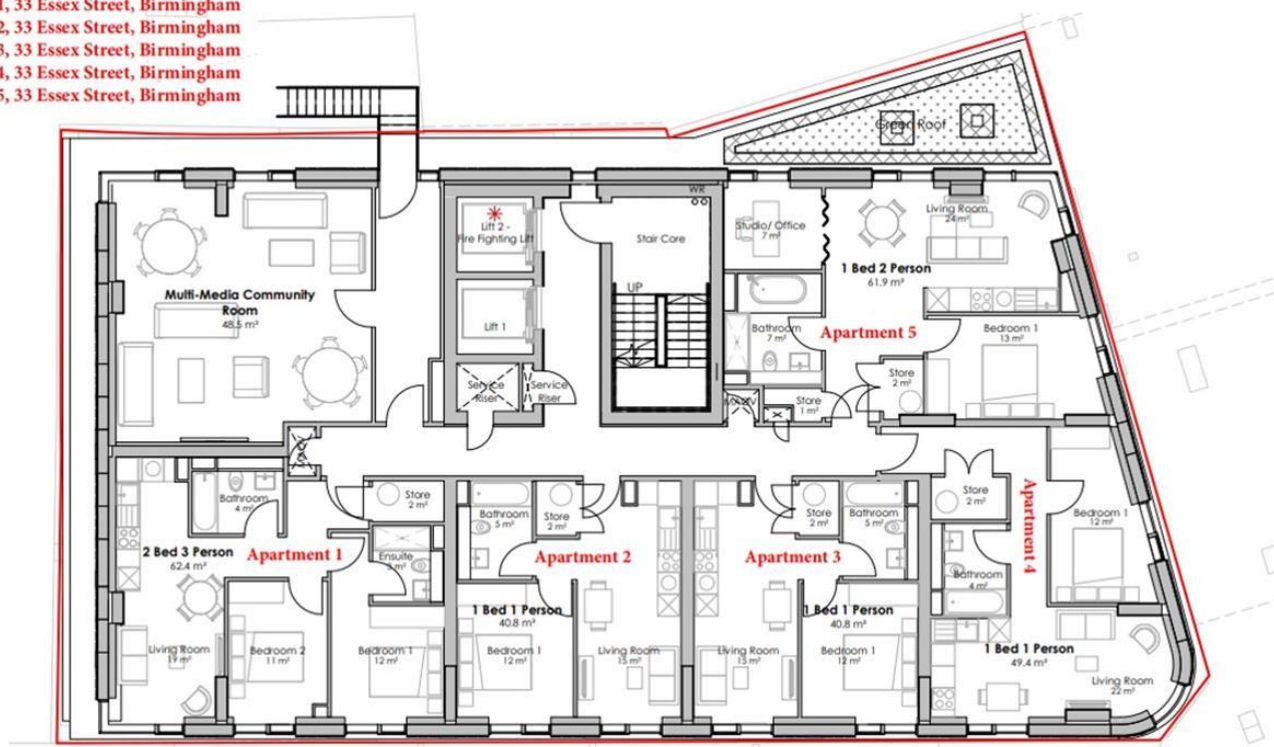 1, 33 Essex Street, Birmingham
2, 33 Essex Street, Birmingham
3, 33 Essex Street, Birmingham
4, 33 Essex Street, Birmingham
5, 33 Essex Street, Birmingham
Green Roof
WR
Lift 2 -
Fire Fighting Lift
Stair Core
Studio/ Office
7 m²
Living Room
24 m²
1 Bed 2 Person
61.9 m²
Multi-Media Community
Room
48.5 m²
UP
Lift 1
Bathroom
7 m²
Apartment 5
Bedroom 1
13 m²
Store
2 m²
Service
Riser
Service
Riser
Store
1 m²
Bathroom
4 m²
Store
2 m²
2 Bed 3 Person
62.4 m²
Apartment 1
Ensuite
3 m²
Living Room
19 m²
Bedroom 2
11 m²
Bedroom 1
12 m²
Bathroom
5 m²
Store
2 m²
Apartment 2
1 Bed 1 Person
40.8 m²
Bedroom 1
12 m²
Living Room
15 m²
Store
2 m²
Bathroom
5 m²
Apartment 3
1 Bed 1 Person
40.8 m²
Living Room
15 m²
Bedroom 1
12 m²
Store
2 m²
Apartment 4
Bedroom 1
12 m²
Bathroom
4 m²
1 Bed 1 Person
49.4 m²
Living Room
22 m²